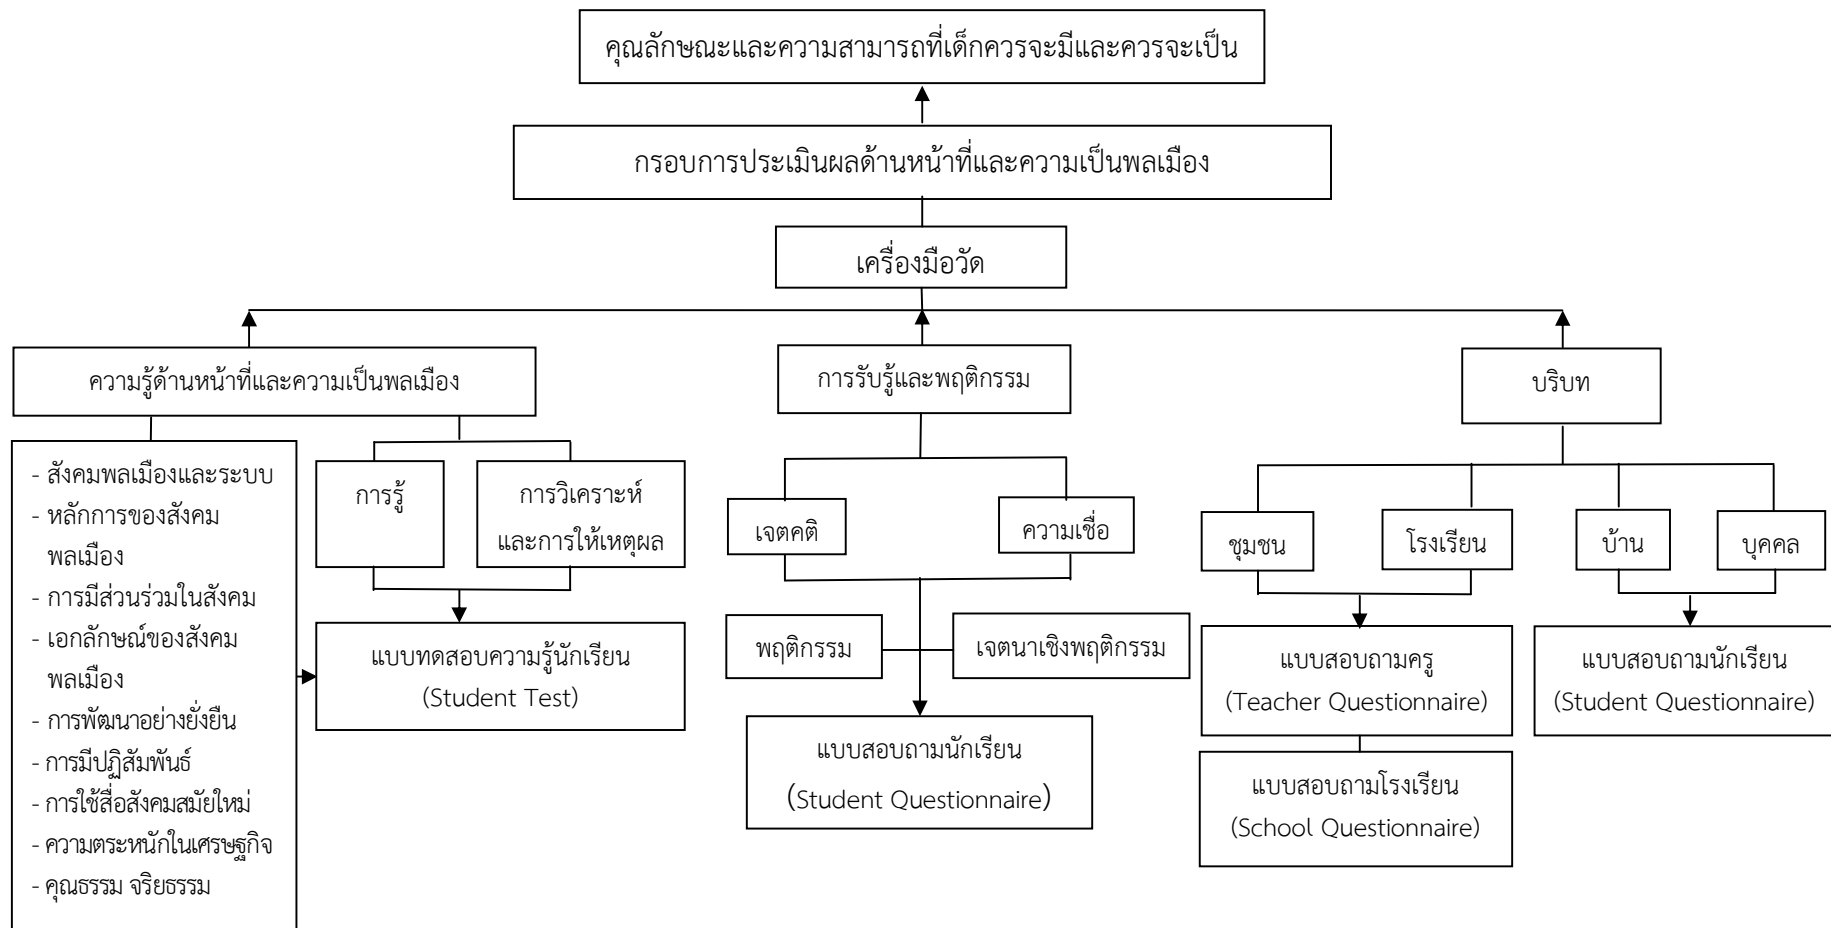 คุณลักษณะและความสามารถที่เด็กควรจะมีและควรจะเป็น
กรอบการประเมินผลด้านหน้าที่และความเป็นพลเมือง
เครื่องมือวัด
ความรู้ด้านหน้าที่และความเป็นพลเมือง
- สังคมพลเมืองและระบบ
- หลักการของสังคม
พลเมือง
- การมีส่วนร่วมในสังคม
- เอกลักษณ์ของสังคม
พลเมือง
- การพัฒนาอย่างยั่งยืน
- การมีปฏิสัมพันธ์
- การใช้สื่อสังคมสมัยใหม่
- ความตระหนักในเศรษฐกิจ
- คุณธรรม จริยธรรม
การรู้
การวิเคราะห์
และการให้เหตุผล
แบบทดสอบความรู้นักเรียน
(Student Test)
การรับรู้และพฤติกรรม
เจตคติ
ความเชื่อ
พฤติกรรม
เจตนาเชิงพฤติกรรม
แบบสอบถามนักเรียน
(Student Questionnaire)
บริบท
ชุมชน
โรงเรียน
บ้าน
บุคคล
แบบสอบถามครู
(Teacher Questionnaire)
แบบสอบถามโรงเรียน
(School Questionnaire)
แบบสอบถามนักเรียน
(Student Questionnaire)